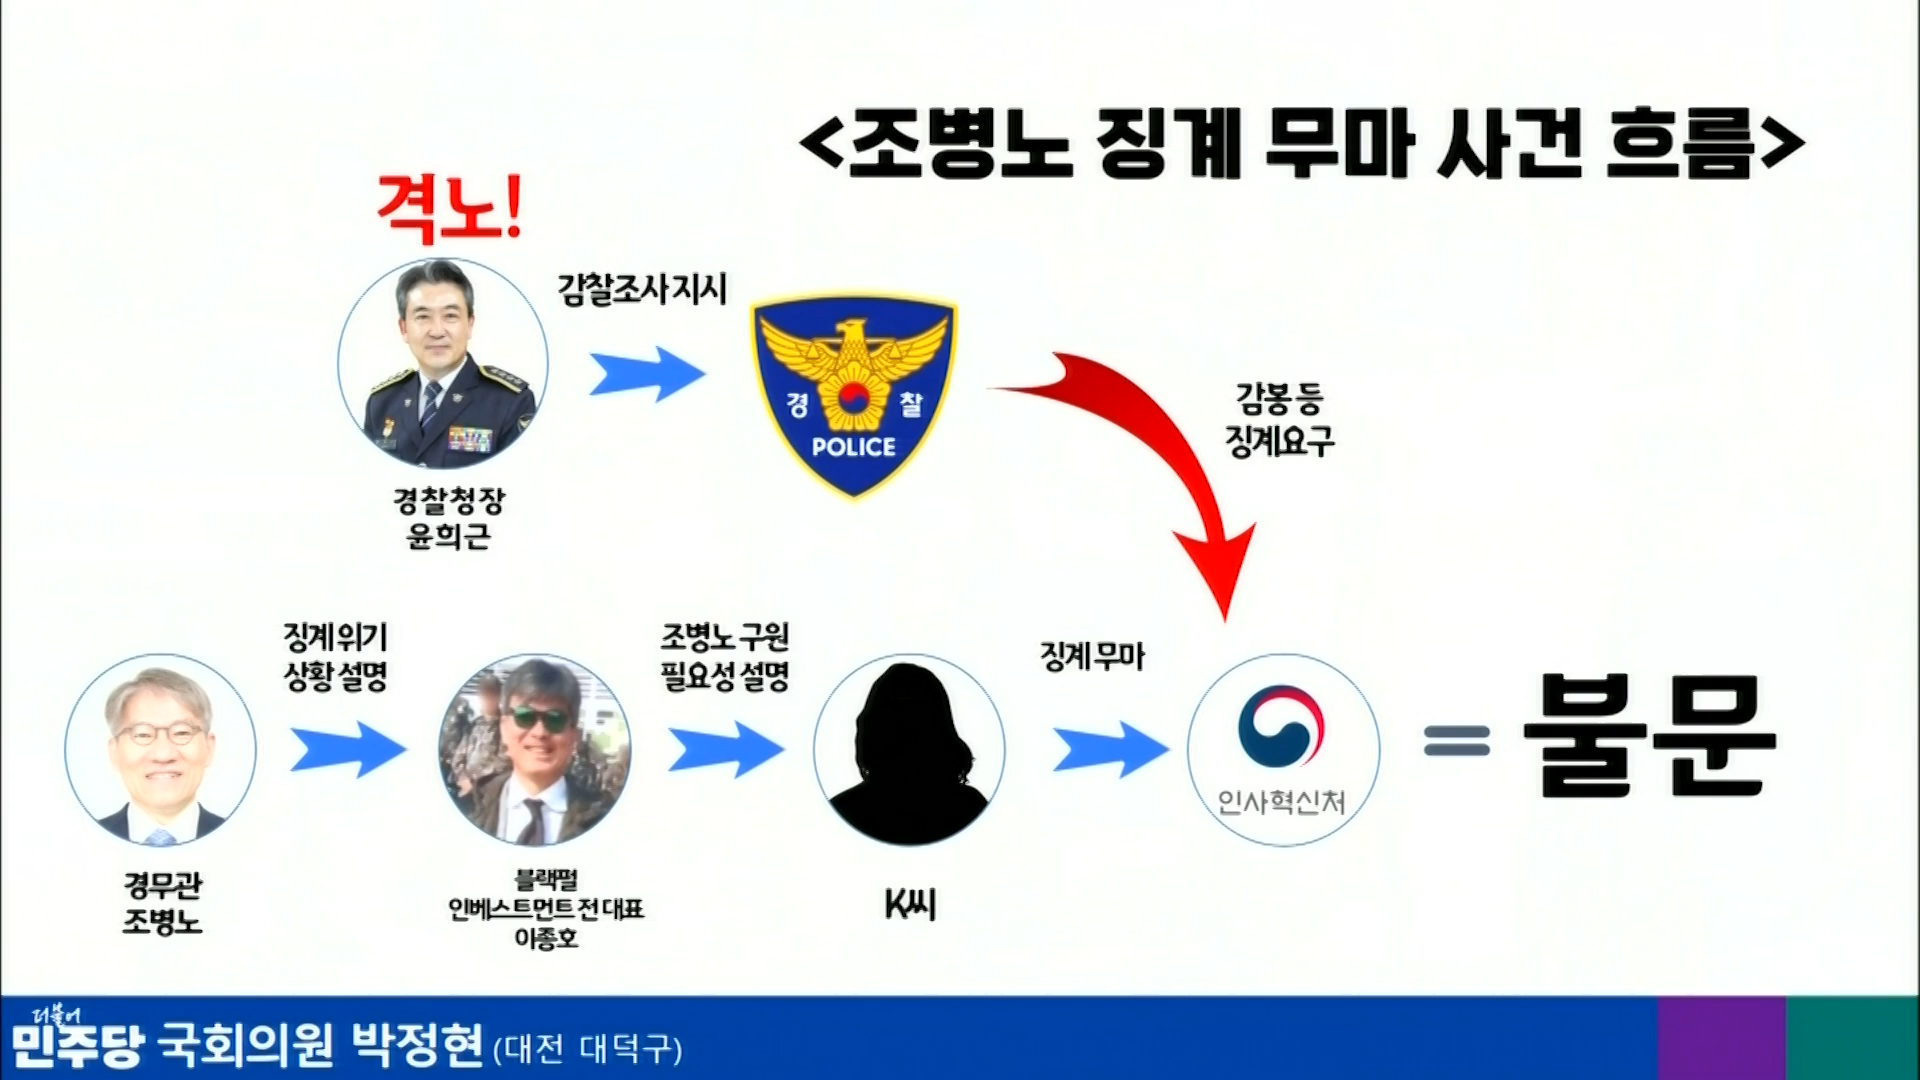 <조병노 징계 무마 사건 흐름>
격노!
감찰조사 지시
경 찰
POLICE
감봉 등
징계요구
경찰청장
윤희근
징계 위기
상황 설명
조병노 구원
필요성 설명
징계 무마
인사혁신처
= 불문
경무관
조병노
블랙펄
인베스트먼트 전 대표
이종호
K씨
더불어
민주당 국회의원 박정현 (대전 대덕구)